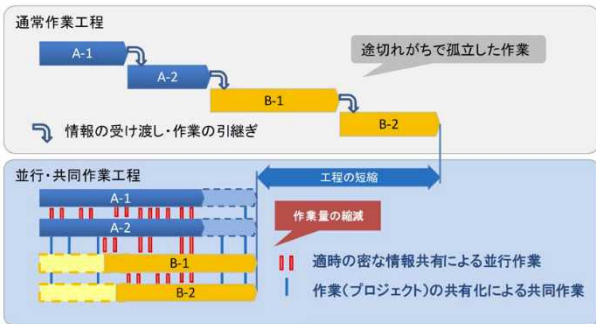 通常作業工程
A-1
途切れがちで孤立した作業
A-2
B-1
B-2
情報の受け渡し・作業の引継ぎ
並行・共同作業工程
工程の短縮
A-1
作業量の縮減
A-2
B-1
適時の密な情報共有による並行作業
B-2
作業(プロジェクト)の共有化による共同作業